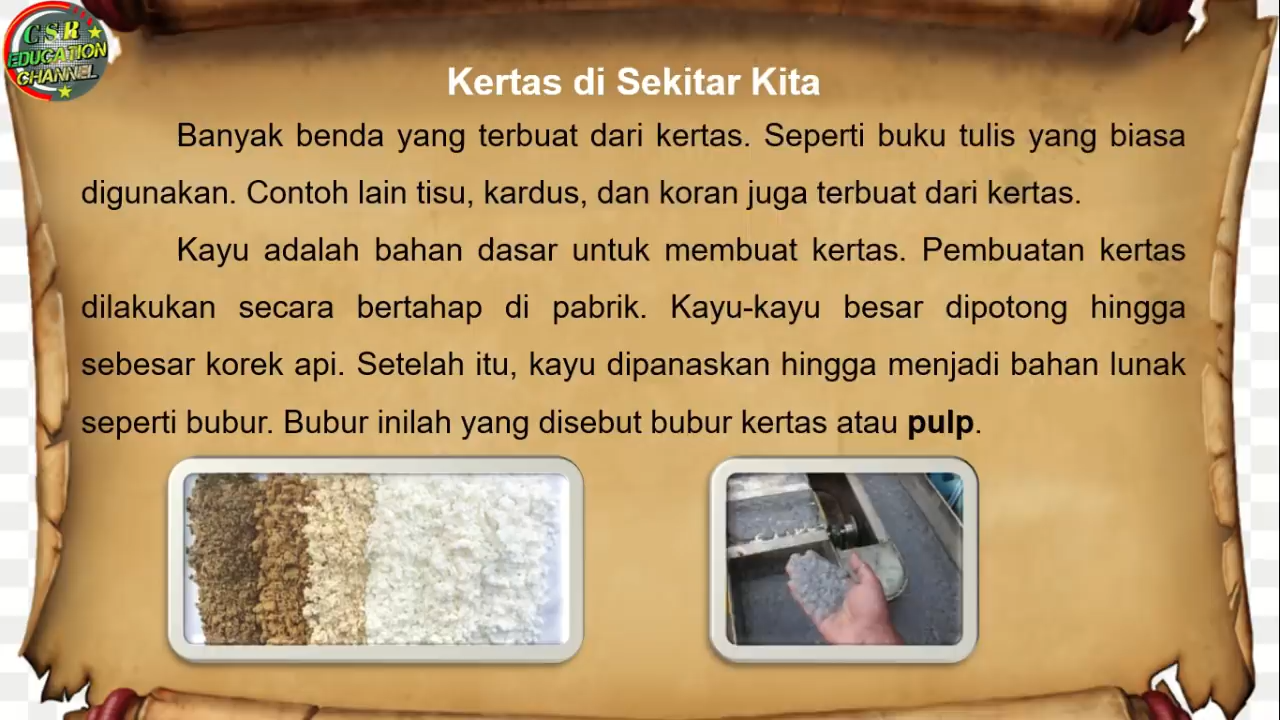 CSR
EDUCATION
CHANNEL
Kertas di Sekitar Kita
Banyak benda yang terbuat dari kertas. Seperti buku tulis yang biasa
digunakan. Contoh lain tisu, kardus, dan koran juga terbuat dari kertas.
Kayu adalah bahan dasar untuk membuat kertas. Pembuatan kertas
dilakukan secara bertahap di pabrik. Kayu-kayu besar dipotong hingga
sebesar korek api. Setelah itu, kayu dipanaskan hingga menjadi bahan lunak
seperti bubur. Bubur inilah yang disebut bubur kertas atau pulp.